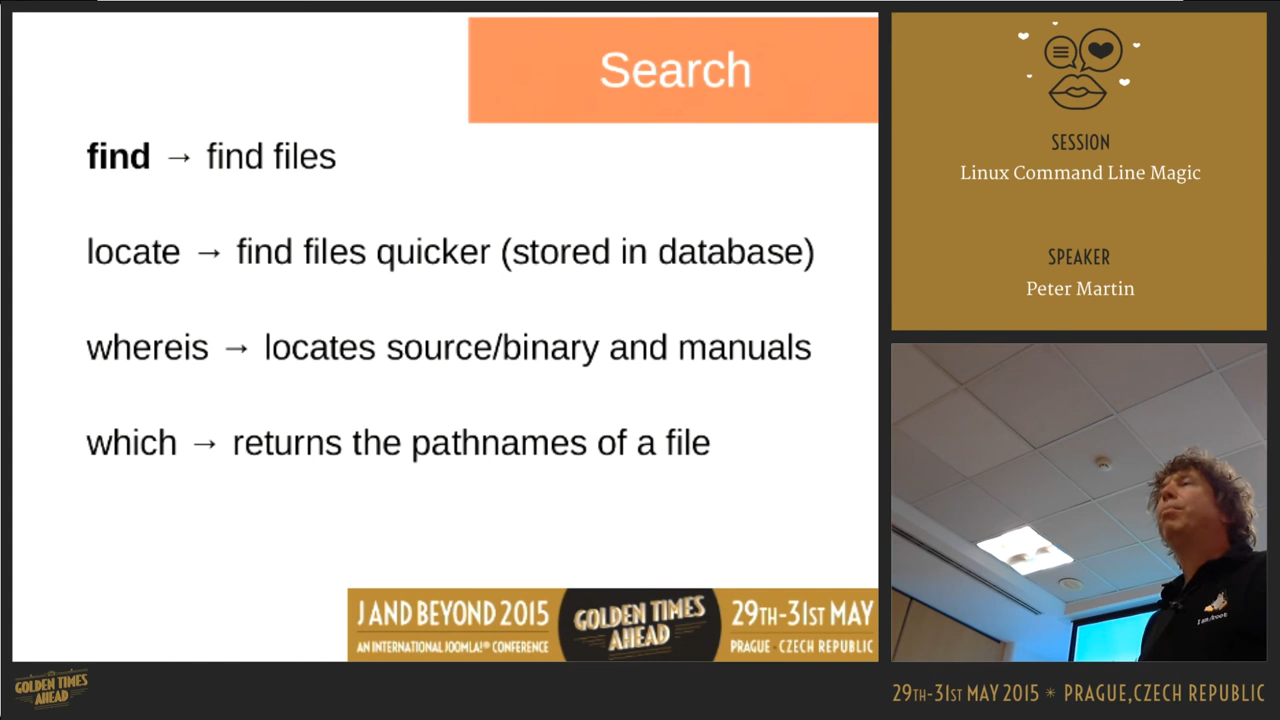 Search
find → find files
locate → find files quicker (stored in database)
whereis → locates source/binary and manuals
which → returns the pathnames of a file
J AND BEYOND 2015
AN INTERNATIONAL JOOMLA!® CONFERENCE
GOLDEN TIMES
AHEAD
29TH-31ST MAY
PRAGUE - CZECH REPUBLIC
SESSION
Linux Command Line Magic
SPEAKER
Peter Martin
I am /root
GOLDEN TIMES
AHEAD
29TH-31ST MAY 2015 * PRAGUE, CZECH REPUBLIC